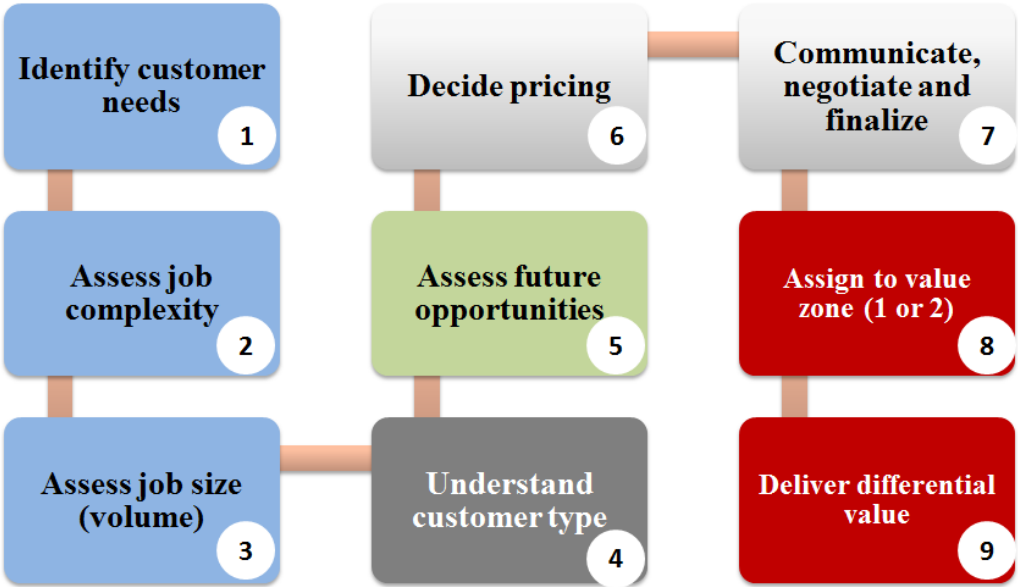 Identify customer
needs
1
Assess job
complexity
2
Assess job size
(volume)
3
Understand
customer type
4
Assess future
opportunities
5
Decide pricing
6
Communicate,
negotiate and
finalize
7
Assign to value
zone (1 or 2)
8
Deliver differential
value
9